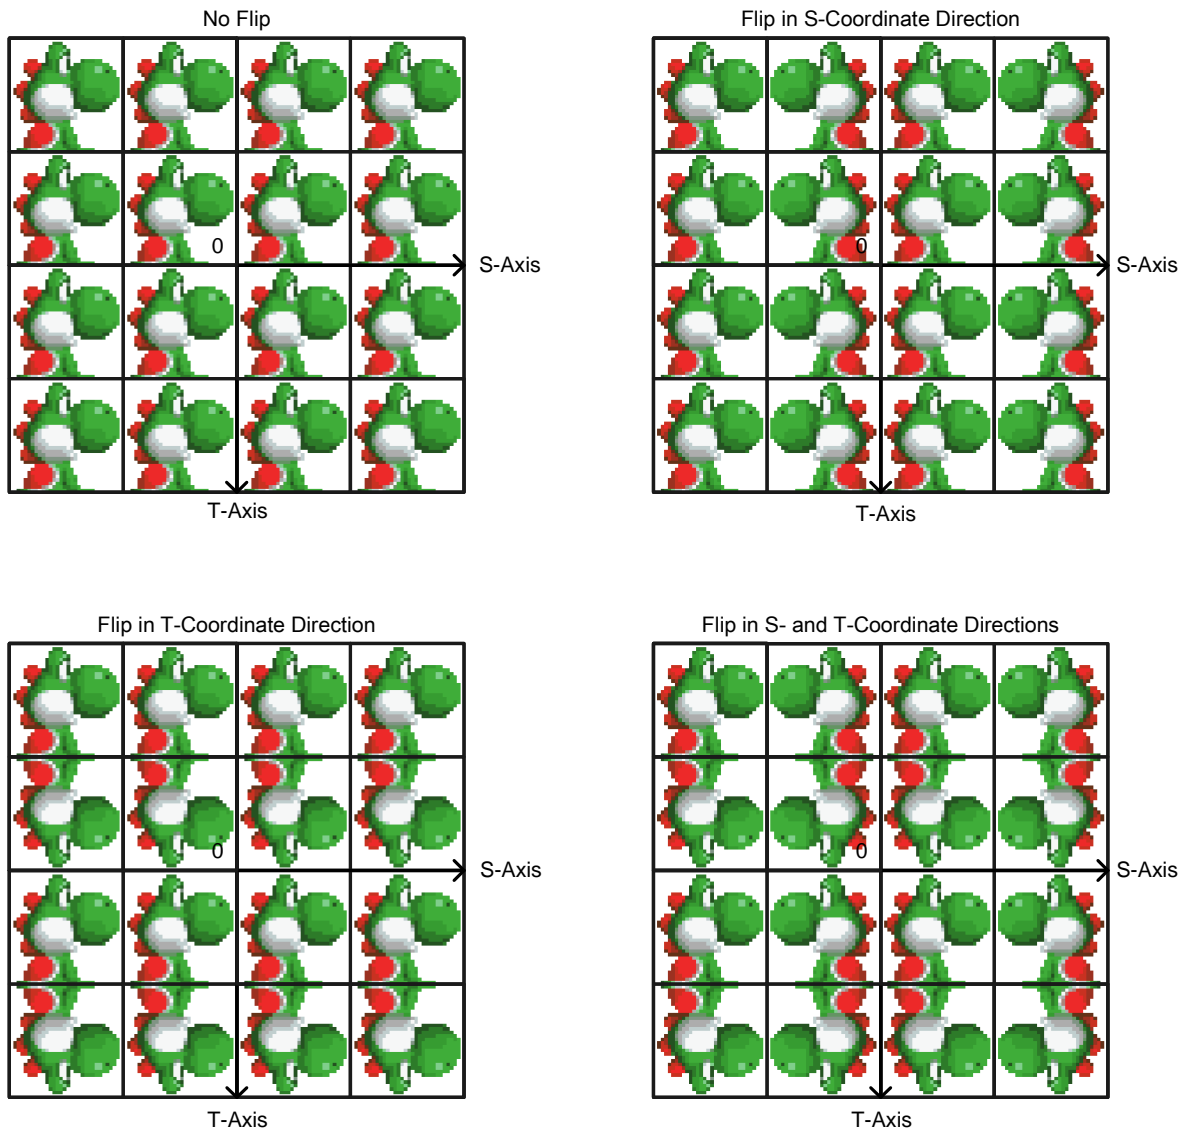 No Flip
Flip in S-Coordinate Direction
0
S-Axis
0
S-Axis
T-Axis
T-Axis
Flip in T-Coordinate Direction
Flip in S- and T-Coordinate Directions
0
S-Axis
0
S-Axis
T-Axis
T-Axis